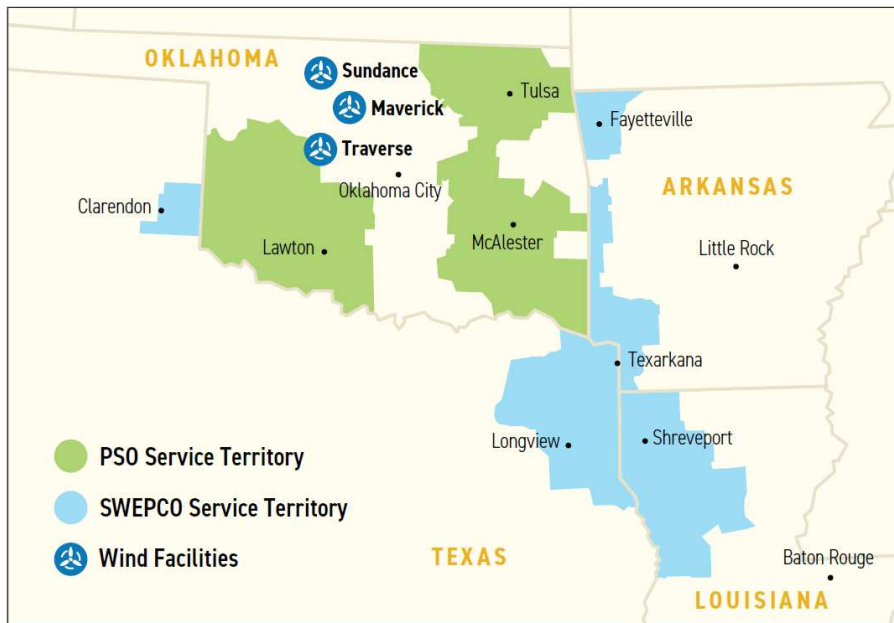 OKLAHOMA
Sundance
Maverick
Traverse
Tulsa
Fayetteville
Oklahoma City
ARKANSAS
Clarendon
Lawton
McAlester
Little Rock
Texarkana
Longview
Shreveport
PSO Service Territory
SWEPCO Service Territory
Wind Facilities
TEXAS
Baton Rouge
LOUISIANA